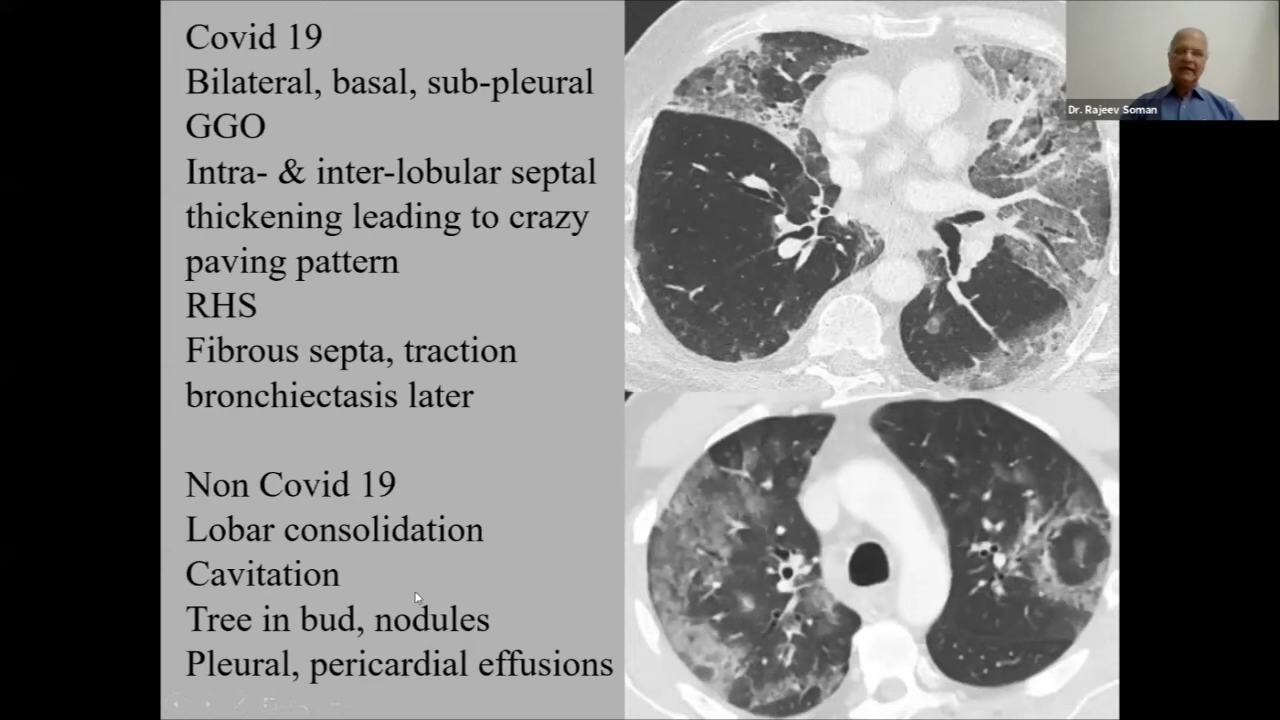 Covid 19
Bilateral, basal, sub-pleural
GGO
Intra- & inter-lobular septal
thickening leading to crazy
paving pattern
RHS
Fibrous septa, traction
bronchiectasis later
Non Covid 19
Lobar consolidation
Cavitation
Tree in bud, nodules
Pleural, pericardial effusions
Dr. Rajeev Soman